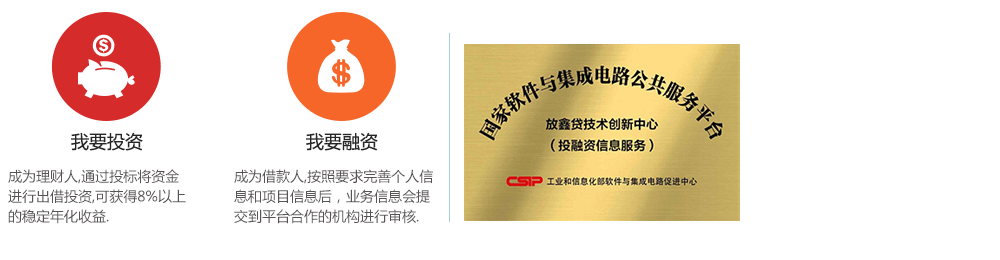 我要投资
成为理财人,通过投标将资金
进行出借投资,可获得8%以上
的稳定年化收益.
我要融资
成为借款人,按照要求完善个人信
息和项目信息后，业务信息会提
交到平台合作的机构进行审核.
国家软件与集成电路公共服务平台
放鑫贷技术创新中心
（投融资信息服务）
CSIP 工业和信息化部软件与集成电路促进中心